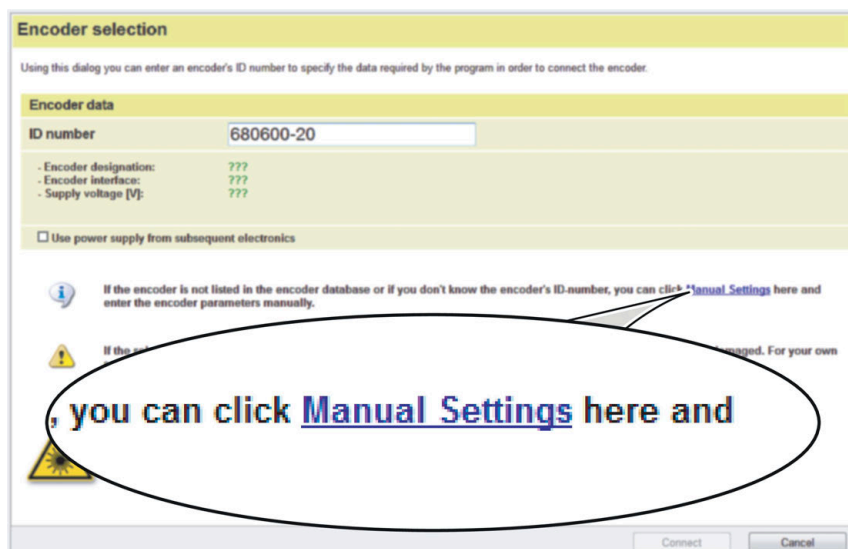 Encoder selection
Using this dialog you can enter an encoder's ID number to specify the data required by the program in order to connect the encoder.
Encoder data
ID number 680600-20
- Encoder designation: ???
- Encoder interface: ???
- Supply voltage [V]: ???
Use power supply from subsequent electronics
If the encoder is not listed in the encoder database or if you don't know the encoder's ID-number, you can click Manual Settings here and
enter the encoder parameters manually.
If the damaged. For your own
, you can click Manual Settings here and
Connect Cancel